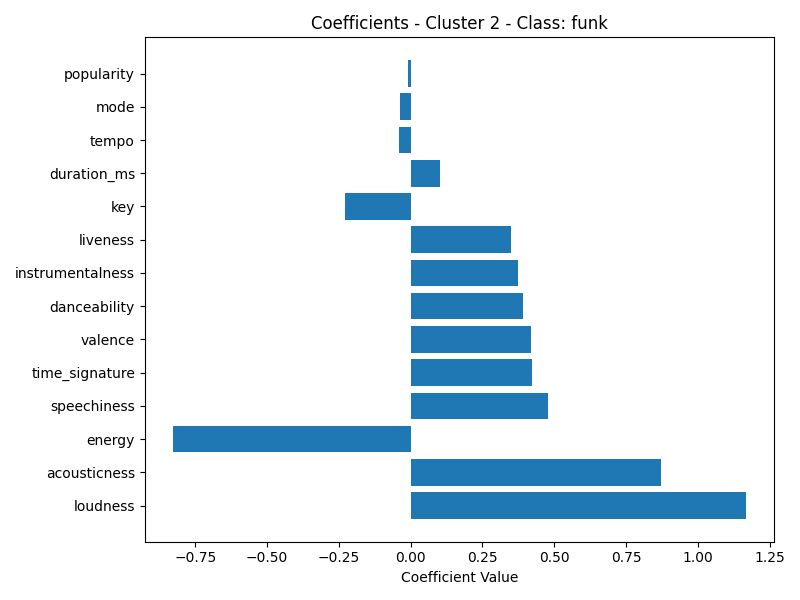 Coefficients - Cluster 2 - Class: funk
popularity
mode
tempo
duration_ms
key
liveness
instrumentalness
danceability
valence
time_signature
speechiness
energy
acousticness
loudness
−0.75 −0.50 −0.25 0.00 0.25 0.50 0.75 1.00 1.25
Coefficient Value